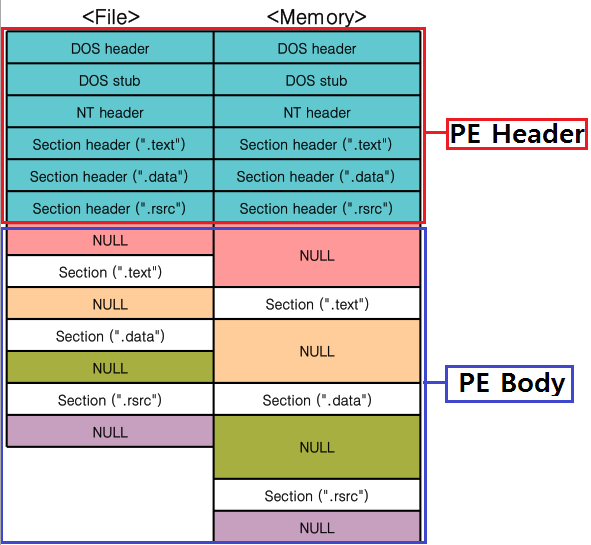 <File> <Memory>
DOS header DOS header
DOS stub DOS stub
NT header NT header
Section header (".text") Section header (".text")
Section header (".data") Section header (".data")
Section header (".rsrc") Section header (".rsrc")
PE Header
NULL
Section (".text")
NULL
Section (".data")
NULL
Section (".rsrc")
NULL
NULL
Section (".text")
NULL
Section (".data")
NULL
Section (".rsrc")
NULL
PE Body